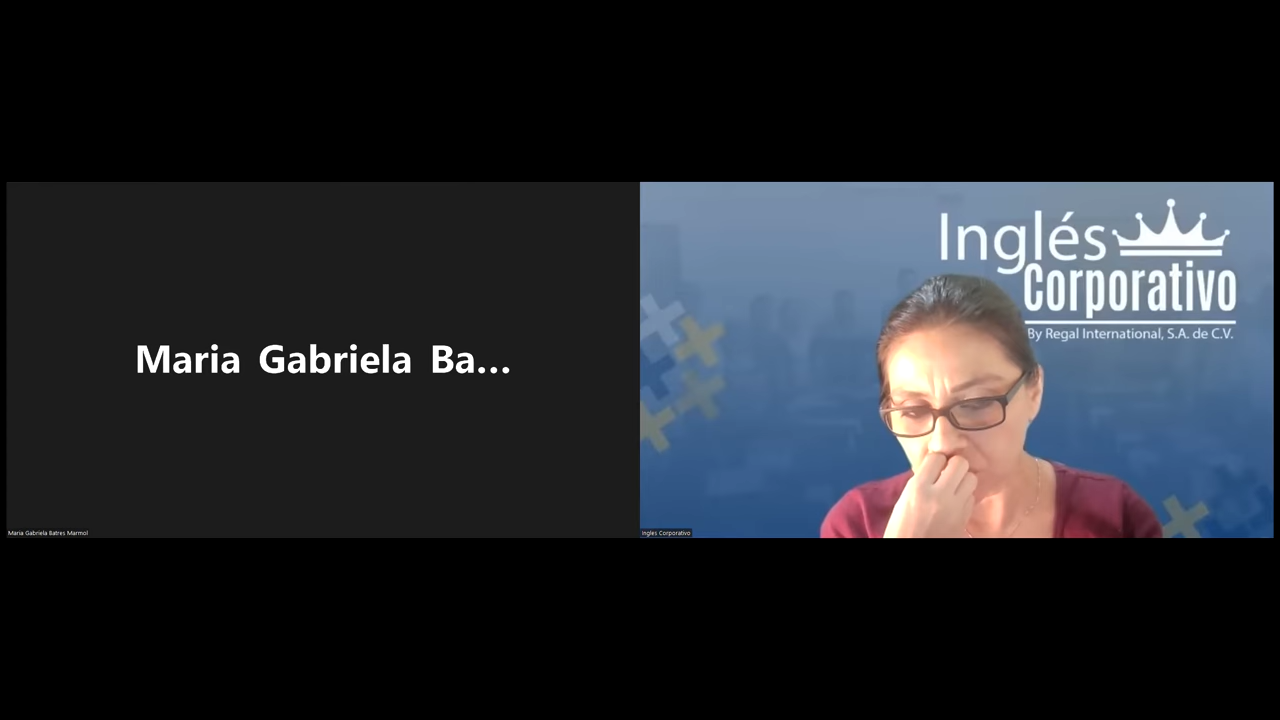 Maria Gabriela Ba...
Maria Gabriela Batres Marmol
Inglés
Corporativo
By Regal International, S.A. de C.V.
Ingles Corporativo